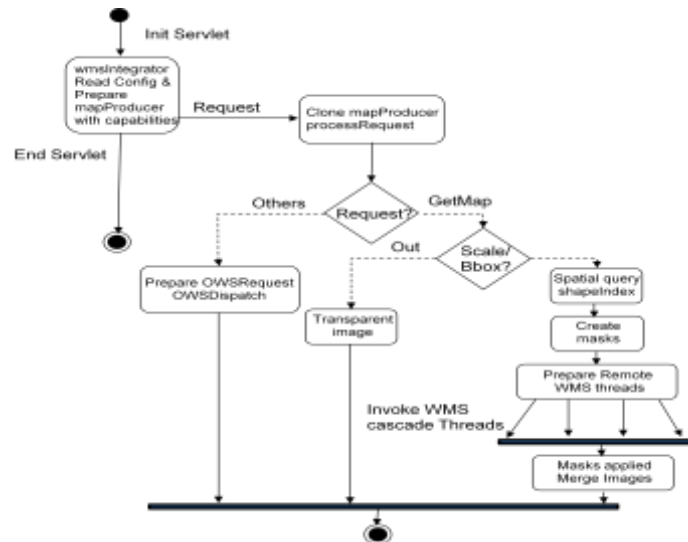 Init Servlet
wmsIntegrator
Read Config &
Prepare
mapProducer
with capabilities
Request
Clone mapProducer
processRequest
End Servlet
Others
Request?
GetMap
Out
Scale/
Bbox?
Prepare OWSRequest
OWSDispatch
Transparent
image
Spatial query
shapeIndex
Create
masks
Prepare Remote
WMS threads
Invoke WMS
cascade Threads
Masks applied
Merge Images